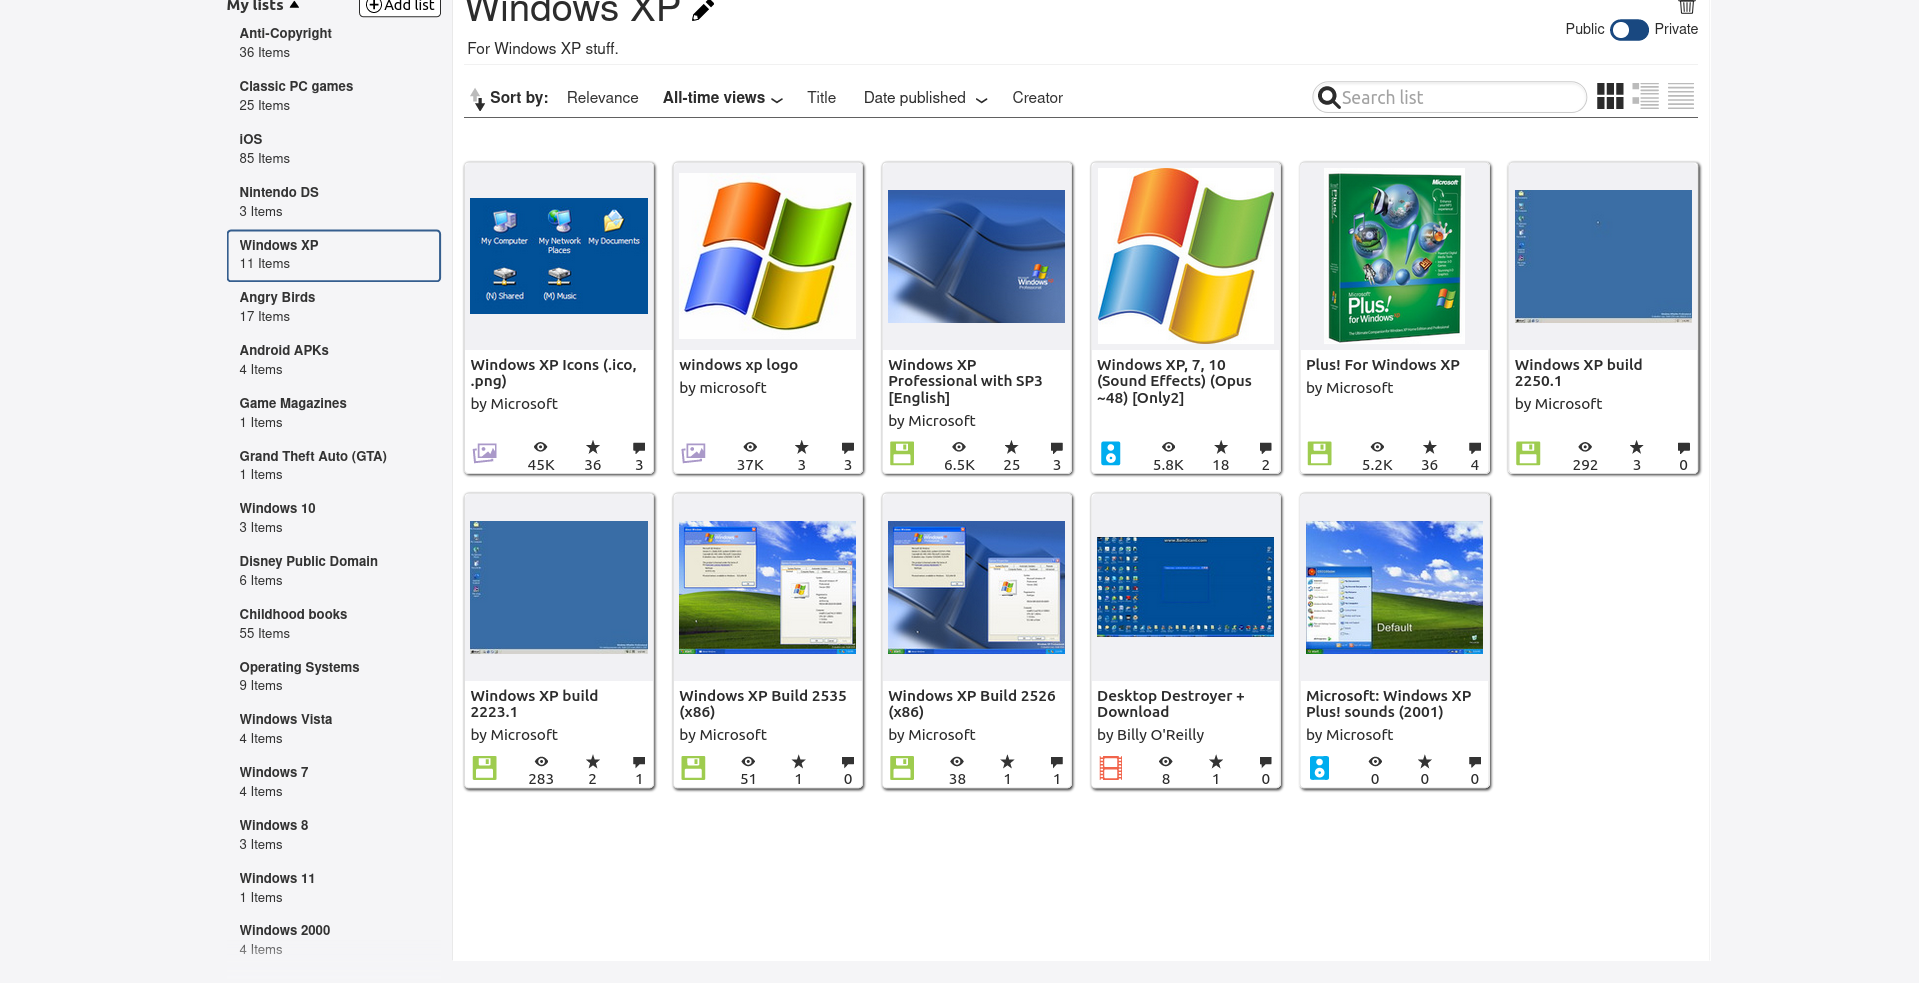 My lists
Add list
Anti-Copyright
36 Items
Classic PC games
25 Items
iOS
85 Items
Nintendo DS
3 Items
Windows XP
11 Items
Angry Birds
17 Items
Android APKs
4 Items
Game Magazines
1 Items
Grand Theft Auto (GTA)
1 Items
Windows 10
3 Items
Disney Public Domain
6 Items
Childhood books
55 Items
Operating Systems
9 Items
Windows Vista
4 Items
Windows 7
4 Items
Windows 8
3 Items
Windows 11
1 Items
Windows 2000
4 Items
Windows XP
For Windows XP stuff.
Public Private
Sort by: Relevance All-time views Title Date published Creator
Search list
My Computer My Network Places My Documents
(N) Shared (M) Music
Windows XP Icons (.ico,
.png)
by Microsoft
45K 36 3
windows xp logo
by microsoft
37K 3 3
Windows
Professional
Windows XP
Professional with SP3
[English]
by Microsoft
6.5K 25 3
Windows XP, 7, 10
(Sound Effects) (Opus
~48) [Only2]
5.8K 18 2
Microsoft
Plus!
Microsoft
Plus!
for Windows XP
Plus! For Windows XP
by Microsoft
5.2K 36 4
Windows XP build
2250.1
by Microsoft
292 3 0
Windows XP build
2223.1
by Microsoft
283 2 1
Windows XP Build 2535
(x86)
by Microsoft
51 1 0
Windows XP Build 2526
(x86)
by Microsoft
38 1 1
www.Bandicam.com
Desktop Destroyer +
Download
by Billy O'Reilly
8 1 0
Default
Microsoft: Windows XP
Plus! sounds (2001)
by Microsoft
0 0 0